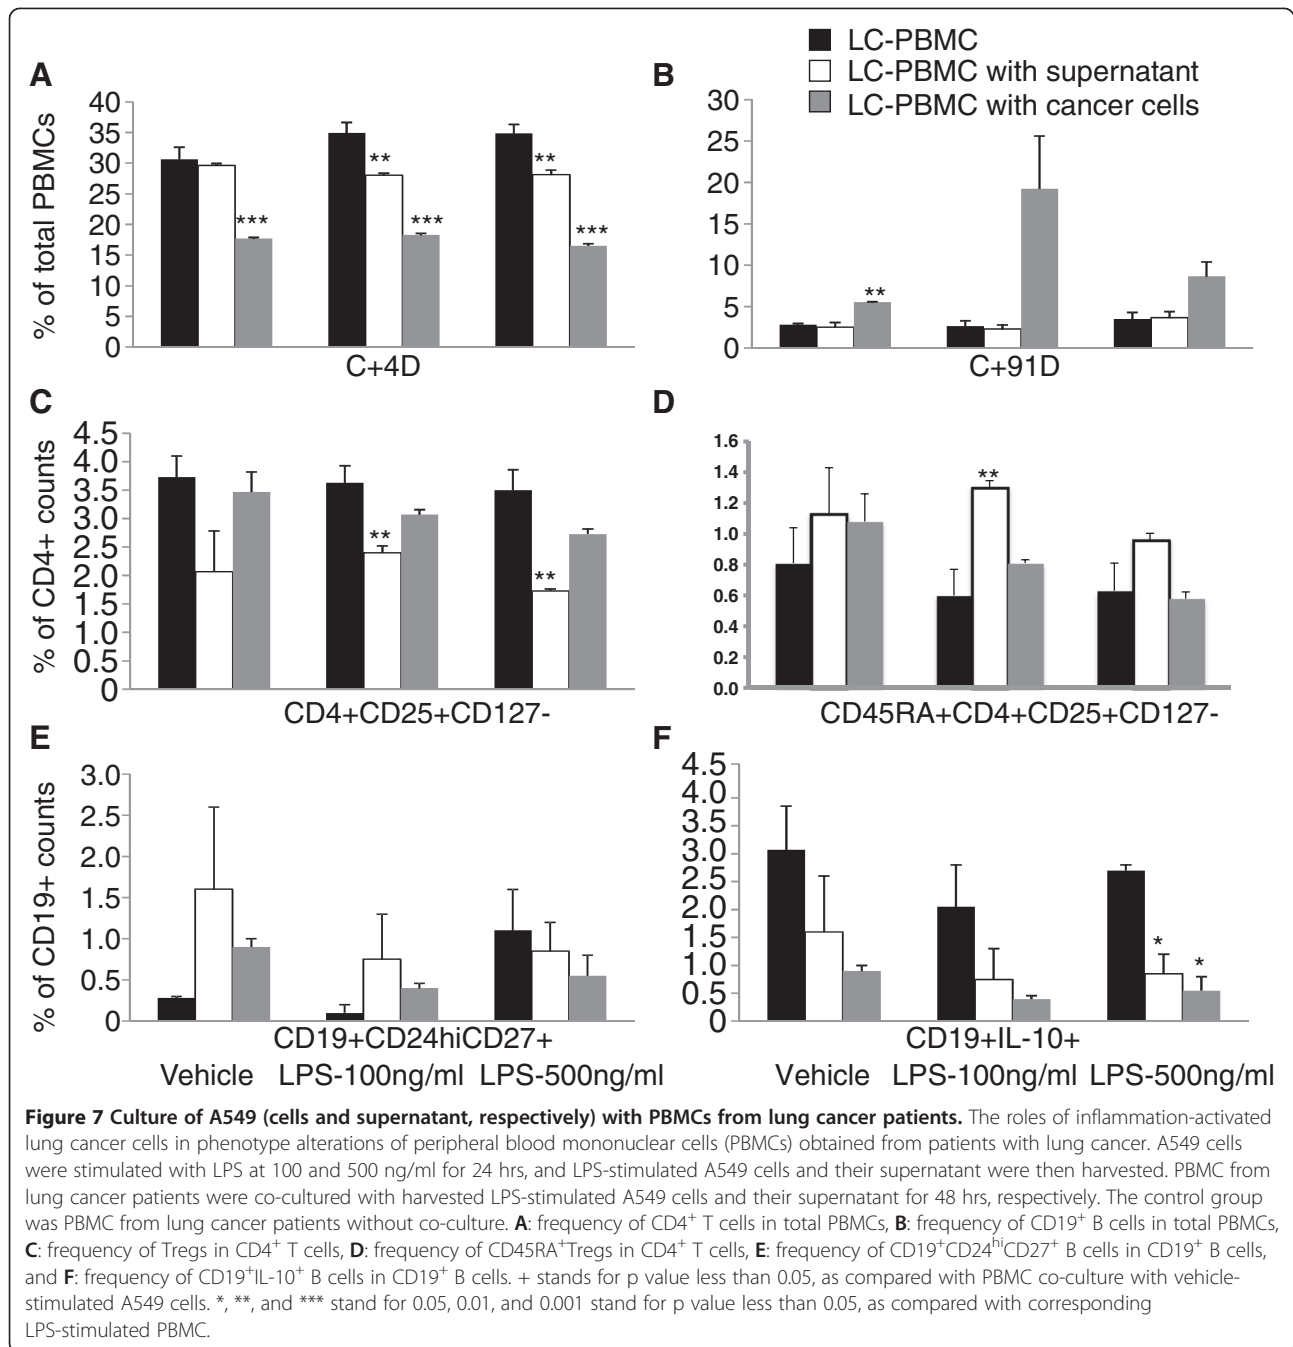 LC-PBMC
LC-PBMC with supernatant
LC-PBMC with cancer cells
A
% of total PBMCs
40
35
30
25
20
15
10
5
0
**
**
***
***
***
C+4D
B
30
25
20
15
10
5
0
**
C+91D
C
% of CD4+ counts
4.5
4.0
3.5
3.0
2.5
2.0
1.5
1.0
0.5
0
**
**
CD4+CD25+CD127-
D
1.6
1.4
1.2
1.0
0.8
0.6
0.4
0.2
0.0
**
CD45RA+CD4+CD25+CD127-
E
% of CD19+ counts
3.0
2.5
2.0
1.5
1.0
0.5
0
CD19+CD24hiCD27+
Vehicle LPS-100ng/ml LPS-500ng/ml
F
4.5
4.0
3.5
3.0
2.5
2.0
1.5
1.0
0.5
0
*
*
CD19+IL-10+
Vehicle LPS-100ng/ml LPS-500ng/ml
Figure 7 Culture of A549 (cells and supernatant, respectively) with PBMCs from lung cancer patients. The roles of inflammation-activated
lung cancer cells in phenotype alterations of peripheral blood mononuclear cells (PBMCs) obtained from patients with lung cancer. A549 cells
were stimulated with LPS at 100 and 500 ng/ml for 24 hrs, and LPS-stimulated A549 cells and their supernatant were then harvested. PBMC from
lung cancer patients were co-cultured with harvested LPS-stimulated A549 cells and their supernatant for 48 hrs, respectively. The control group
was PBMC from lung cancer patients without co-culture. A: frequency of CD4+ T cells in total PBMCs, B: frequency of CD19+ B cells in total PBMCs,
C: frequency of Tregs in CD4+ T cells, D: frequency of CD45RA+Tregs in CD4+ T cells, E: frequency of CD19+CD24hiCD27+ B cells in CD19+ B cells,
and F: frequency of CD19+IL-10+ B cells in CD19+ B cells. + stands for p value less than 0.05, as compared with PBMC co-culture with vehicle-
stimulated A549 cells. *, **, and *** stand for 0.05, 0.01, and 0.001 stand for p value less than 0.05, as compared with corresponding
LPS-stimulated PBMC.